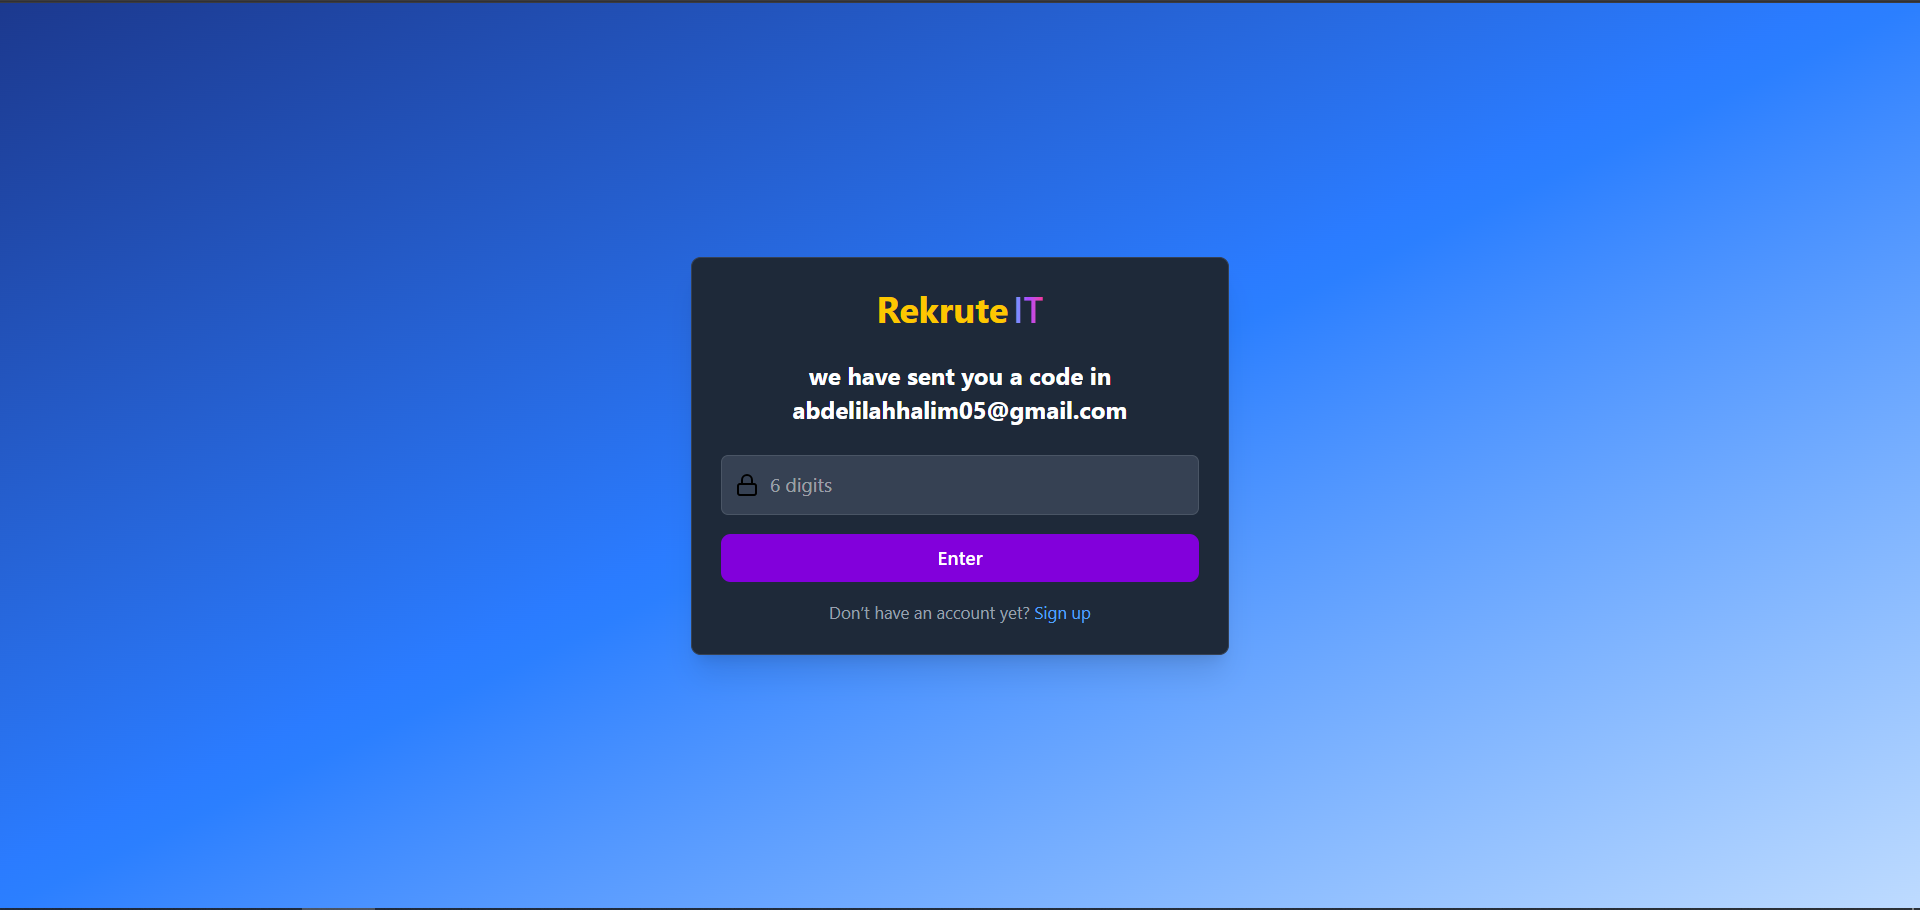 Rekrute IT
we have sent you a code in
abdelilahhalim05@gmail.com
6 digits
Enter
Don’t have an account yet? Sign up